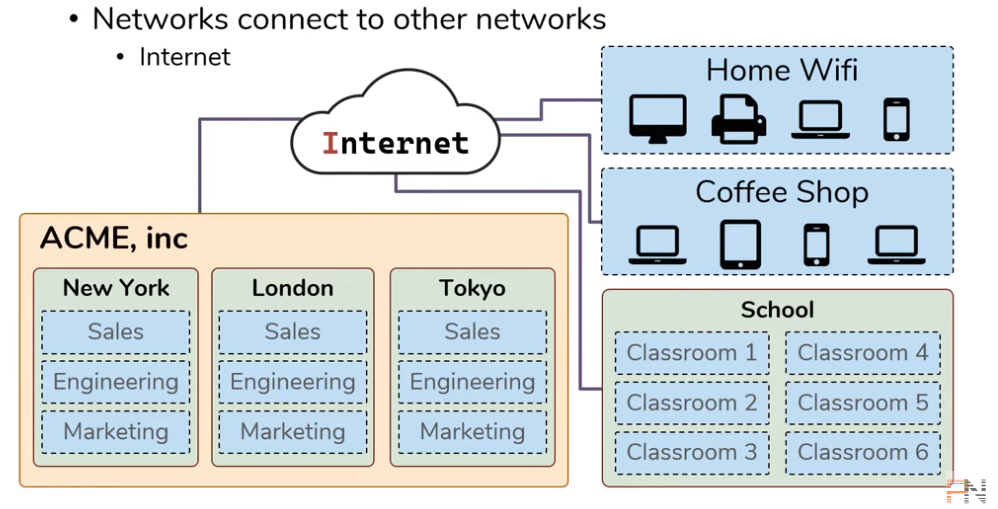 • Networks connect to other networks
• Internet
Internet
Home Wifi
Coffee Shop
ACME, inc
New York
Sales
Engineering
Marketing
London
Sales
Engineering
Marketing
Tokyo
Sales
Engineering
Marketing
School
Classroom 1
Classroom 2
Classroom 3
Classroom 4
Classroom 5
Classroom 6
PN